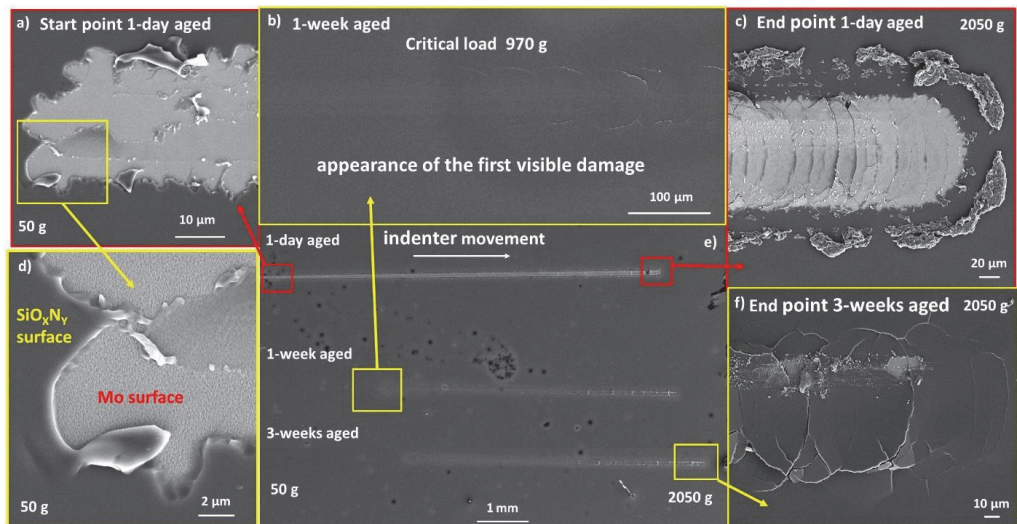 a) Start point 1-day aged
50 g
10 µm
b) 1-week aged
Critical load 970 g
appearance of the first visible damage
100 µm
c) End point 1-day aged 2050 g
20 µm
d)
SiOXNY
surface
Mo surface
50 g
2 µm
1-day aged
indenter movement
e)
1-week aged
3-weeks aged
50 g
1 mm
2050 g
f) End point 3-weeks aged 2050 g
10 µm